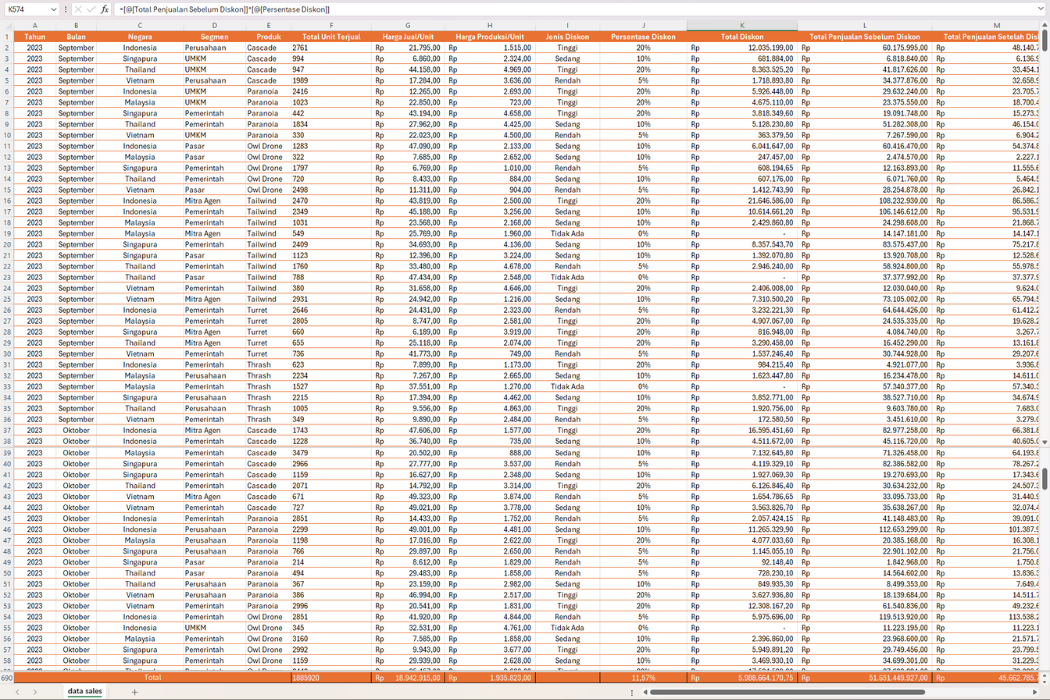 K574 fx =[@[Total Penjualan Sebelum Diskon]]*[@[Persentase Diskon]]
A B C D E F G H I J K L M
1 Tahun Bulan Negara Segmen Produk Total Unit Terjual Harga Jual/Unit Harga Produksi/Unit Jenis Diskon Persentase Diskon Total Diskon Total Penjualan Sebelum Diskon Total Penjualan Setelah Dis
2 2023 September Indonesia Perusahaan Cascade 2761 Rp 21.795,00 Rp 1.515,00 Tinggi 20% Rp 12.035.199,00 Rp 60.175.995,00 Rp 48.140.7
3 2023 September Singapura UMKM Cascade 994 Rp 6.860,00 Rp 2.324,00 Sedang 10% Rp 681.884,00 Rp 6.818.840,00 Rp 6.136.9
4 2023 September Thailand UMKM Cascade 947 Rp 44.158,00 Rp 4.969,00 Tinggi 20% Rp 8.363.525,20 Rp 41.817.626,00 Rp 33.454.1
5 2023 September Vietnam Perusahaan Cascade 1989 Rp 17.284,00 Rp 3.636,00 Rendah 5% Rp 1.718.893,80 Rp 34.377.876,00 Rp 32.658.9
6 2023 September Indonesia UMKM Paranoia 2416 Rp 12.265,00 Rp 2.693,00 Tinggi 20% Rp 5.926.448,00 Rp 29.632.240,00 Rp 23.705.7
7 2023 September Malaysia UMKM Paranoia 1023 Rp 22.850,00 Rp 723,00 Tinggi 20% Rp 4.675.110,00 Rp 23.375.550,00 Rp 18.700.4
8 2023 September Singapura Pemerintah Paranoia 442 Rp 43.194,00 Rp 4.658,00 Tinggi 20% Rp 3.818.349,60 Rp 19.091.748,00 Rp 15.273.3
9 2023 September Thailand Pemerintah Paranoia 1834 Rp 27.962,00 Rp 4.425,00 Sedang 10% Rp 5.128.230,80 Rp 51.282.308,00 Rp 46.154.0
10 2023 September Vietnam UMKM Paranoia 330 Rp 22.023,00 Rp 4.500,00 Rendah 5% Rp 363.379,50 Rp 7.267.590,00 Rp 6.904.2
11 2023 September Indonesia Pasar Owl Drone 1283 Rp 47.090,00 Rp 2.133,00 Sedang 10% Rp 6.041.647,00 Rp 60.416.470,00 Rp 54.374.8
12 2023 September Malaysia Pasar Owl Drone 322 Rp 7.685,00 Rp 2.652,00 Sedang 10% Rp 247.457,00 Rp 2.474.570,00 Rp 2.227.1
13 2023 September Singapura Pemerintah Owl Drone 1797 Rp 6.769,00 Rp 1.010,00 Rendah 5% Rp 608.194,65 Rp 12.163.893,00 Rp 11.555.6
14 2023 September Thailand Pemerintah Owl Drone 720 Rp 8.433,00 Rp 884,00 Sedang 10% Rp 607.176,00 Rp 6.071.760,00 Rp 5.464.5
15 2023 September Vietnam Pasar Owl Drone 2498 Rp 11.311,00 Rp 904,00 Rendah 5% Rp 1.412.743,90 Rp 28.254.878,00 Rp 26.842.1
16 2023 September Indonesia Mitra Agen Tailwind 2470 Rp 43.819,00 Rp 2.500,00 Tinggi 20% Rp 21.646.586,00 Rp 108.232.930,00 Rp 86.586.3
17 2023 September Indonesia Pemerintah Tailwind 2349 Rp 45.188,00 Rp 3.256,00 Sedang 10% Rp 10.614.661,20 Rp 106.146.612,00 Rp 95.531.9
18 2023 September Malaysia Pemerintah Tailwind 1031 Rp 23.568,00 Rp 2.168,00 Sedang 10% Rp 2.429.860,80 Rp 24.298.608,00 Rp 21.868.7
19 2023 September Malaysia Mitra Agen Tailwind 549 Rp 25.769,00 Rp 1.960,00 Tidak Ada 0% Rp - Rp 14.147.181,00 Rp 14.147.1
20 2023 September Singapura Pemerintah Tailwind 2409 Rp 34.693,00 Rp 4.136,00 Sedang 10% Rp 8.357.543,70 Rp 83.575.437,00 Rp 75.217.8
21 2023 September Singapura Pasar Tailwind 1123 Rp 12.396,00 Rp 3.224,00 Sedang 10% Rp 1.392.070,80 Rp 13.920.708,00 Rp 12.528.6
22 2023 September Thailand Pemerintah Tailwind 1760 Rp 33.480,00 Rp 4.678,00 Rendah 5% Rp 2.946.240,00 Rp 58.924.800,00 Rp 55.978.5
23 2023 September Thailand Pasar Tailwind 788 Rp 47.434,00 Rp 2.548,00 Tidak Ada 0% Rp - Rp 37.377.992,00 Rp 37.377.9
24 2023 September Vietnam Pemerintah Tailwind 380 Rp 31.658,00 Rp 4.646,00 Tinggi 20% Rp 2.406.008,00 Rp 12.030.040,00 Rp 9.624.0
25 2023 September Vietnam Mitra Agen Tailwind 2931 Rp 24.942,00 Rp 1.216,00 Sedang 10% Rp 7.310.500,20 Rp 73.105.002,00 Rp 65.794.5
26 2023 September Indonesia Pemerintah Turret 2646 Rp 24.431,00 Rp 2.323,00 Rendah 5% Rp 3.232.221,30 Rp 64.644.426,00 Rp 61.412.2
27 2023 September Malaysia Pemerintah Turret 2805 Rp 8.747,00 Rp 2.581,00 Tinggi 20% Rp 4.907.067,00 Rp 24.535.335,00 Rp 19.628.2
28 2023 September Singapura Pemerintah Turret 660 Rp 6.189,00 Rp 3.919,00 Tinggi 20% Rp 816.948,00 Rp 4.084.740,00 Rp 3.267.7
29 2023 September Thailand Mitra Agen Turret 655 Rp 25.118,00 Rp 2.074,00 Tinggi 20% Rp 3.290.458,00 Rp 16.452.290,00 Rp 13.161.8
30 2023 September Vietnam Pemerintah Turret 736 Rp 41.773,00 Rp 749,00 Rendah 5% Rp 1.537.246,40 Rp 30.744.928,00 Rp 29.207.6
31 2023 September Indonesia Pemerintah Thrash 623 Rp 7.899,00 Rp 1.173,00 Tinggi 20% Rp 984.215,40 Rp 4.921.077,00 Rp 3.936.8
32 2023 September Malaysia Perusahaan Thrash 2234 Rp 7.267,00 Rp 2.665,00 Sedang 10% Rp 1.623.447,80 Rp 16.234.478,00 Rp 14.611.0
33 2023 September Malaysia Pemerintah Thrash 1527 Rp 37.551,00 Rp 1.270,00 Tidak Ada 0% Rp - Rp 57.340.377,00 Rp 57.340.3
34 2023 September Singapura Pemerintah Thrash 2215 Rp 17.394,00 Rp 4.462,00 Sedang 10% Rp 3.852.771,00 Rp 38.527.710,00 Rp 34.674.9
35 2023 September Thailand Perusahaan Thrash 1005 Rp 9.556,00 Rp 4.863,00 Tinggi 20% Rp 1.920.756,00 Rp 9.603.780,00 Rp 7.683.0
36 2023 September Vietnam Pemerintah Thrash 349 Rp 9.890,00 Rp 2.484,00 Rendah 5% Rp 172.580,50 Rp 3.451.610,00 Rp 3.279.0
37 2023 Oktober Indonesia Mitra Agen Cascade 1743 Rp 47.606,00 Rp 1.577,00 Tinggi 20% Rp 16.595.451,60 Rp 82.977.258,00 Rp 66.381.8
38 2023 Oktober Indonesia Pemerintah Cascade 1228 Rp 36.740,00 Rp 735,00 Sedang 10% Rp 4.511.672,00 Rp 45.116.720,00 Rp 40.605.0
39 2023 Oktober Malaysia Pemerintah Cascade 3479 Rp 20.502,00 Rp 888,00 Sedang 10% Rp 7.132.645,80 Rp 71.326.458,00 Rp 64.193.8
40 2023 Oktober Singapura Pemerintah Cascade 2966 Rp 27.777,00 Rp 3.537,00 Rendah 5% Rp 4.119.329,10 Rp 82.386.582,00 Rp 78.267.2
41 2023 Oktober Singapura Perusahaan Cascade 1159 Rp 16.627,00 Rp 2.348,00 Sedang 10% Rp 1.927.069,30 Rp 19.270.693,00 Rp 17.343.6
42 2023 Oktober Thailand Pemerintah Cascade 2071 Rp 14.792,00 Rp 3.314,00 Tinggi 20% Rp 6.126.846,40 Rp 30.634.232,00 Rp 24.507.3
43 2023 Oktober Vietnam Mitra Agen Cascade 671 Rp 49.323,00 Rp 3.874,00 Rendah 5% Rp 1.654.786,65 Rp 33.095.733,00 Rp 31.440.9
44 2023 Oktober Vietnam Pemerintah Cascade 727 Rp 49.021,00 Rp 3.778,00 Sedang 10% Rp 3.563.826,70 Rp 35.638.267,00 Rp 32.074.4
45 2023 Oktober Indonesia Pemerintah Paranoia 2851 Rp 14.433,00 Rp 1.752,00 Rendah 5% Rp 2.057.424,15 Rp 41.148.483,00 Rp 39.091.0
46 2023 Oktober Indonesia Perusahaan Paranoia 2299 Rp 49.001,00 Rp 4.481,00 Sedang 10% Rp 11.265.329,90 Rp 112.653.299,00 Rp 101.387.9
47 2023 Oktober Malaysia Perusahaan Paranoia 1198 Rp 17.016,00 Rp 2.622,00 Tinggi 20% Rp 4.077.033,60 Rp 20.385.168,00 Rp 16.308.1
48 2023 Oktober Singapura Perusahaan Paranoia 766 Rp 29.897,00 Rp 2.650,00 Rendah 5% Rp 1.145.055,10 Rp 22.901.102,00 Rp 21.756.0
49 2023 Oktober Singapura Pasar Paranoia 214 Rp 8.612,00 Rp 1.829,00 Rendah 5% Rp 92.148,40 Rp 1.842.968,00 Rp 1.750.8
50 2023 Oktober Thailand Pasar Paranoia 494 Rp 29.483,00 Rp 1.858,00 Rendah 5% Rp 728.230,10 Rp 14.564.602,00 Rp 13.836.3
51 2023 Oktober Thailand Perusahaan Paranoia 367 Rp 23.159,00 Rp 2.982,00 Sedang 10% Rp 849.935,30 Rp 8.499.353,00 Rp 7.649.4
52 2023 Oktober Vietnam Perusahaan Paranoia 386 Rp 46.994,00 Rp 2.517,00 Tinggi 20% Rp 3.627.936,80 Rp 18.139.684,00 Rp 14.511.7
53 2023 Oktober Vietnam Pemerintah Paranoia 2996 Rp 20.541,00 Rp 1.831,00 Tinggi 20% Rp 12.308.167,20 Rp 61.540.836,00 Rp 49.232.6
54 2023 Oktober Indonesia Pemerintah Owl Drone 2851 Rp 41.920,00 Rp 4.844,00 Rendah 5% Rp 5.975.696,00 Rp 119.513.920,00 Rp 113.538.2
55 2023 Oktober Indonesia UMKM Owl Drone 345 Rp 32.531,00 Rp 4.761,00 Tidak Ada 0% Rp - Rp 11.223.195,00 Rp 11.223.1
56 2023 Oktober Malaysia Pemerintah Owl Drone 3160 Rp 7.585,00 Rp 1.858,00 Sedang 10% Rp 2.396.860,00 Rp 23.968.600,00 Rp 21.571.7
57 2023 Oktober Singapura Pemerintah Owl Drone 2992 Rp 9.943,00 Rp 3.677,00 Tinggi 20% Rp 5.949.891,20 Rp 29.749.456,00 Rp 23.799.5
58 2023 Oktober Singapura Pemerintah Owl Drone 1159 Rp 29.939,00 Rp 2.628,00 Sedang 10% Rp 3.469.930,10 Rp 34.699.301,00 Rp 31.229.3
690 Total 1885920 Rp 18.942.915,00 Rp 1.935.823,00 11,57% Rp 5.988.664.170,75 Rp 51.651.449.927,00 Rp 45.662.785.7
data sales